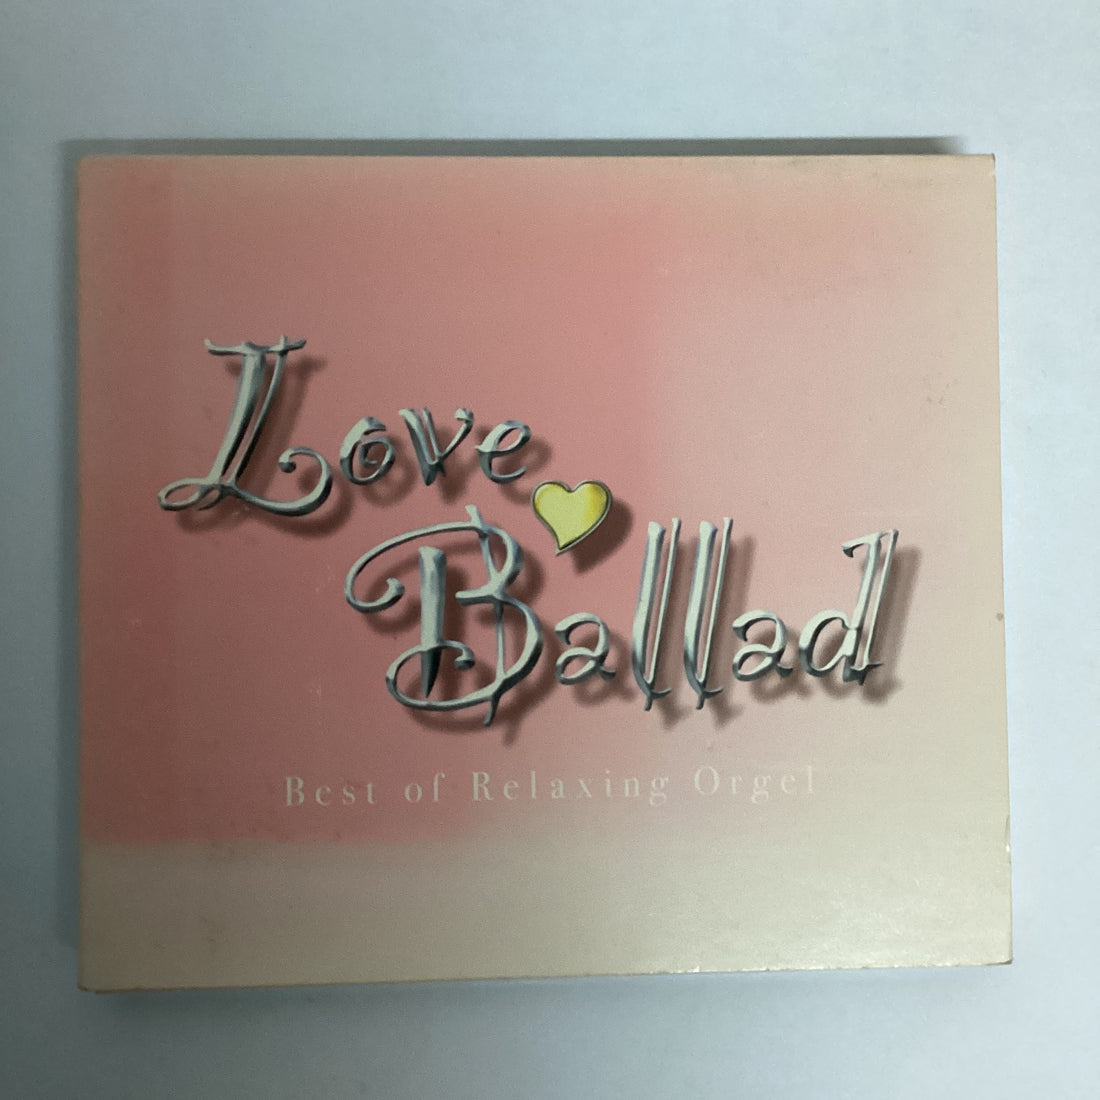 Love
Ballad
Best of Relaxing Orgel